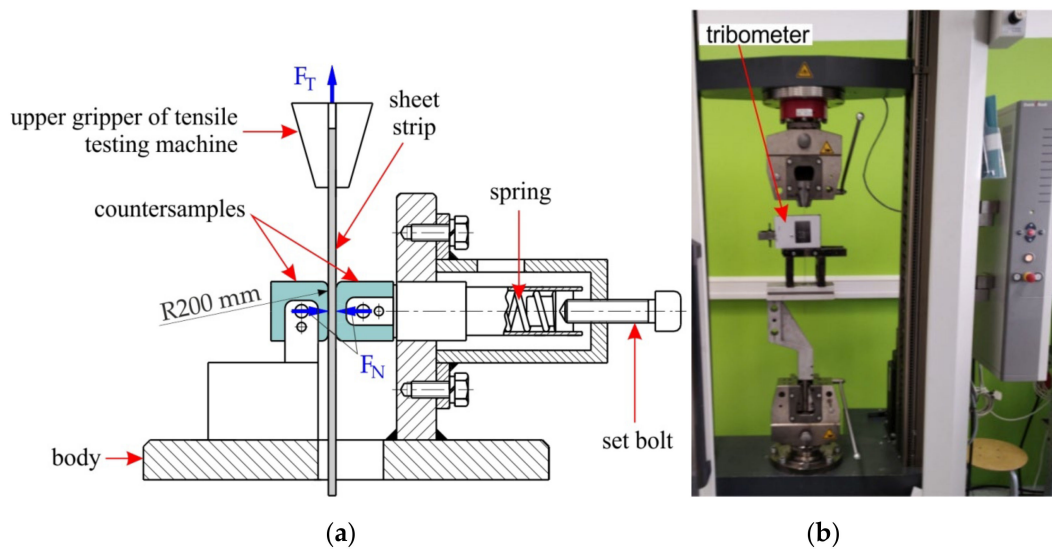 F_T
sheet
strip
upper gripper of tensile
testing machine
countersamples
spring
R200 mm
F_N
set bolt
body
tribometer
(a)
(b)